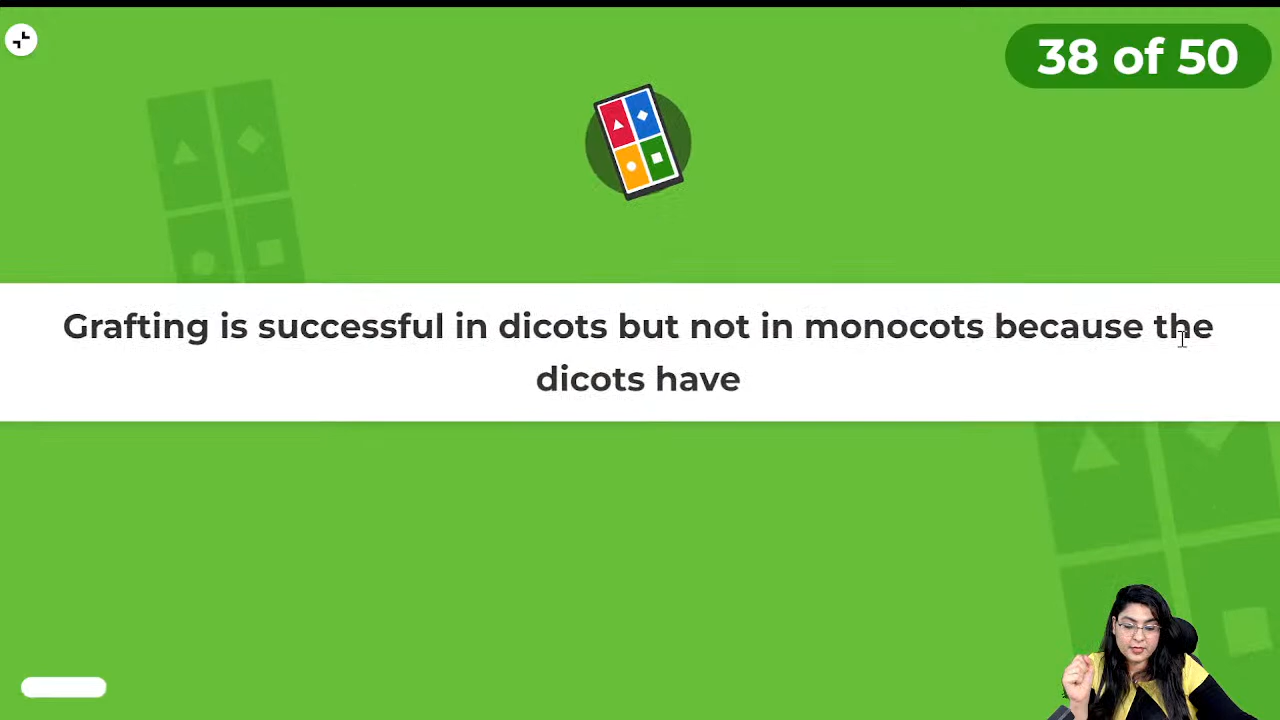 38 of 50
Grafting is successful in dicots but not in monocots because the
dicots have